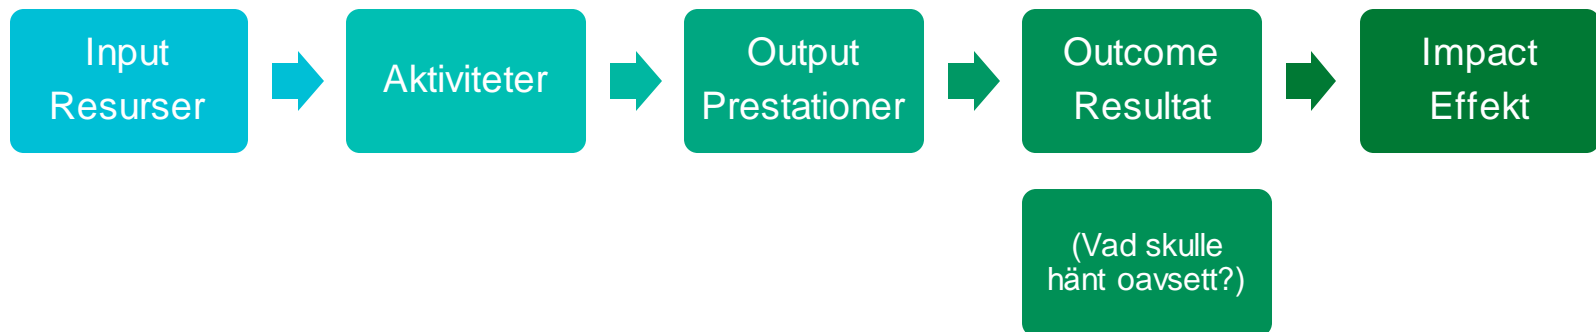 Input
Resurser
Aktiviteter
Output
Prestationer
Outcome
Resultat
Impact
Effekt
(Vad skulle
hänt oavsett?)